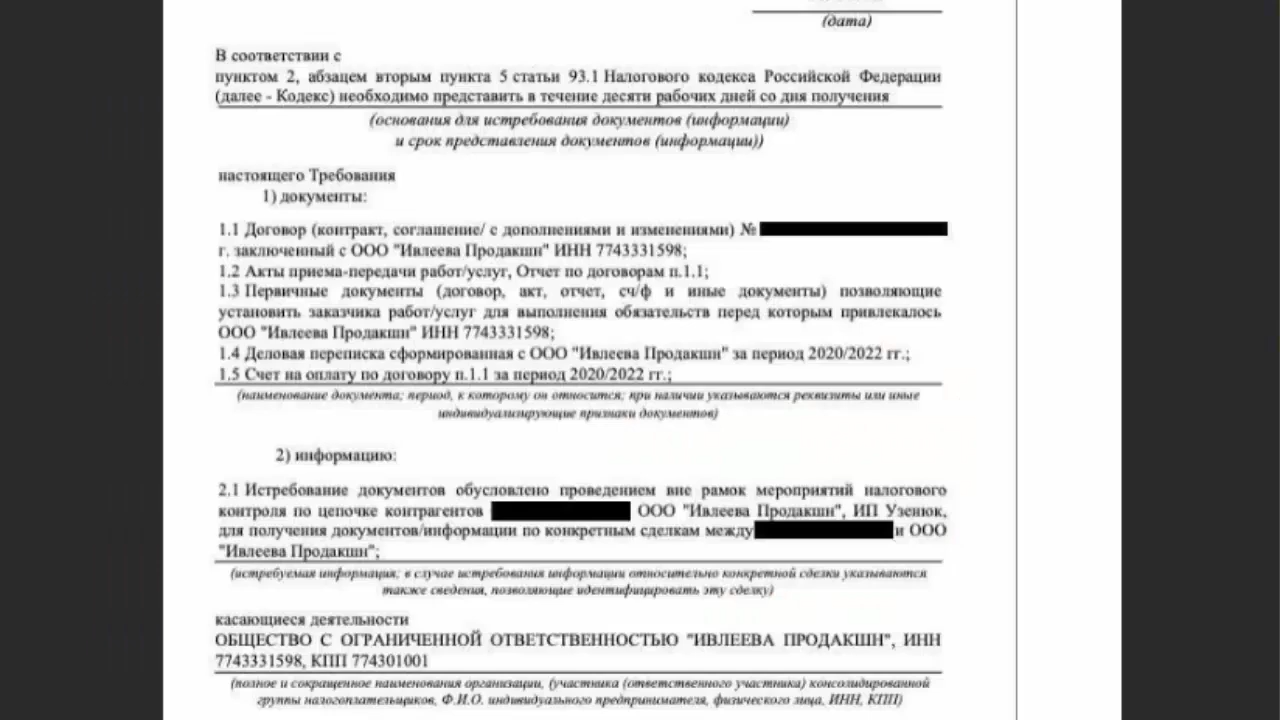 (дата)
В соответствии с
пунктом 2, абзацем вторым пункта 5 статьи 93.1 Налогового кодекса Российской Федерации
(далее - Кодекс) необходимо представить в течение десяти рабочих дней со дня получения
(основания для истребования документов (информации)
и срок представления документов (информации))
настоящего Требования
1) документы:
1.1 Договор (контракт, соглашение/ с дополнениями и изменениями) №
г. заключенный с ООО "Ивлеева Продакшн" ИНН 7743331598;
1.2 Акты приема-передачи работ/услуг, Отчет по договорам п.1.1;
1.3 Первичные документы (договор, акт, отчет, сч/ф и иные документы) позволяющие
установить заказчика работ/услуг для выполнения обязательств перед которым привлекалось
ООО "Ивлеева Продакшн" ИНН 7743331598;
1.4 Деловая переписка сформированная с ООО "Ивлеева Продакшн" за период 2020/2022 гг.;
1.5 Счет на оплату по договору п.1.1 за период 2020/2022 гг.;
(наименование документа; период, к которому он относится; при наличии указываются реквизиты или иные
индивидуализирующие признаки документов)
2) информацию:
2.1 Истребование документов обусловлено проведением вне рамок мероприятий налогового
контроля по цепочке контрагентов ООО "Ивлеева Продакшн", ИП Узенюк,
для получения документов/информации по конкретным сделкам между и ООО
"Ивлеева Продакшн";
(истребуемая информация; в случае истребования информации относительно конкретной сделки указываются
также сведения, позволяющие идентифицировать эту сделку)
касающиеся деятельности
ОБЩЕСТВО С ОГРАНИЧЕННОЙ ОТВЕТСТВЕННОСТЬЮ "ИВЛЕЕВА ПРОДАКШН", ИНН
7743331598, КПП 774301001
(полное и сокращенное наименования организации, (участника (ответственного участника) консолидированной
группы налогоплательщиков, Ф.И.О. индивидуального предпринимателя, физического лица, ИНН, КПП)